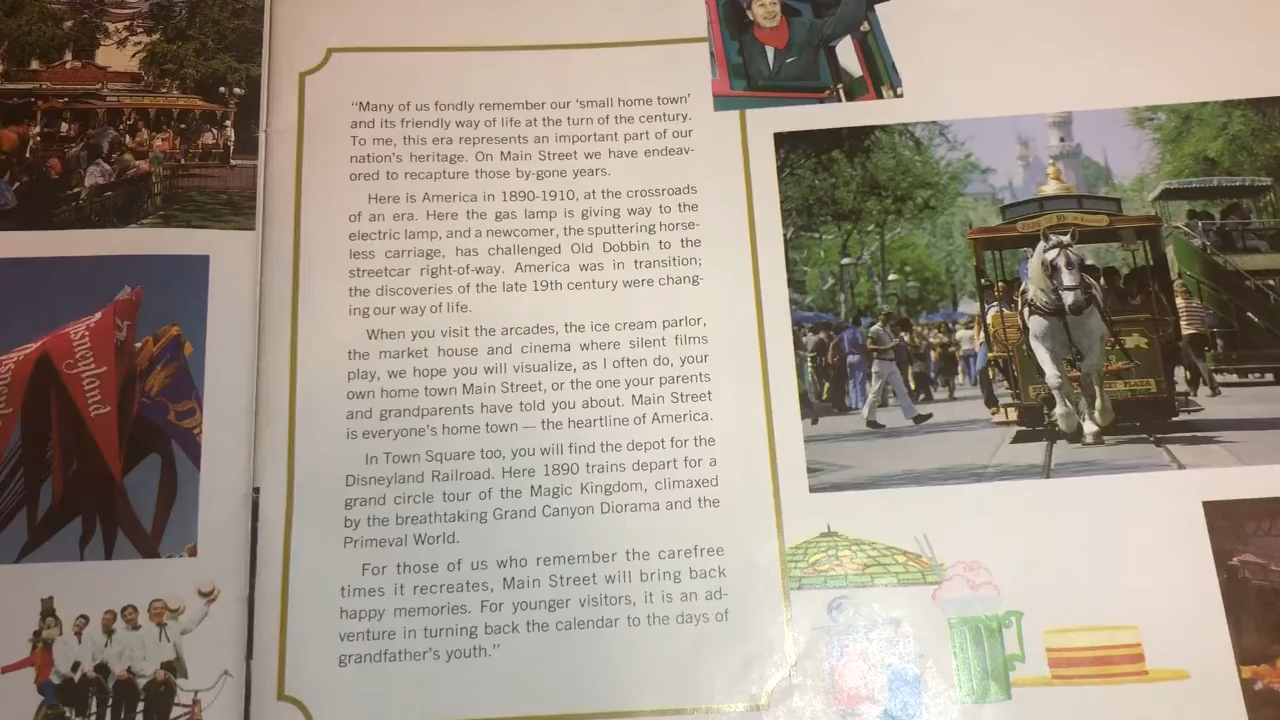 “Many of us fondly remember our ‘small home town’
and its friendly way of life at the turn of the century.
To me, this era represents an important part of our
nation's heritage. On Main Street we have endeav-
ored to recapture those by-gone years.
Here is America in 1890-1910, at the crossroads
of an era. Here the gas lamp is giving way to the
electric lamp, and a newcomer, the sputtering horse-
less carriage, has challenged Old Dobbin to the
streetcar right-of-way. America was in transition;
the discoveries of the late 19th century were chang-
ing our way of life.
When you visit the arcades, the ice cream parlor,
the market house and cinema where silent films
play, we hope you will visualize, as I often do, your
own home town Main Street, or the one your parents
and grandparents have told you about. Main Street
is everyone's home town — the heartline of America.
In Town Square too, you will find the depot for the
Disneyland Railroad. Here 1890 trains depart for a
grand circle tour of the Magic Kingdom, climaxed
by the breathtaking Grand Canyon Diorama and the
Primeval World.
For those of us who remember the carefree
times it recreates, Main Street will bring back
happy memories. For younger visitors, it is an ad-
venture in turning back the calendar to the days of
grandfather's youth.”
Disneyland
Disneyl
10¢
PLAZA